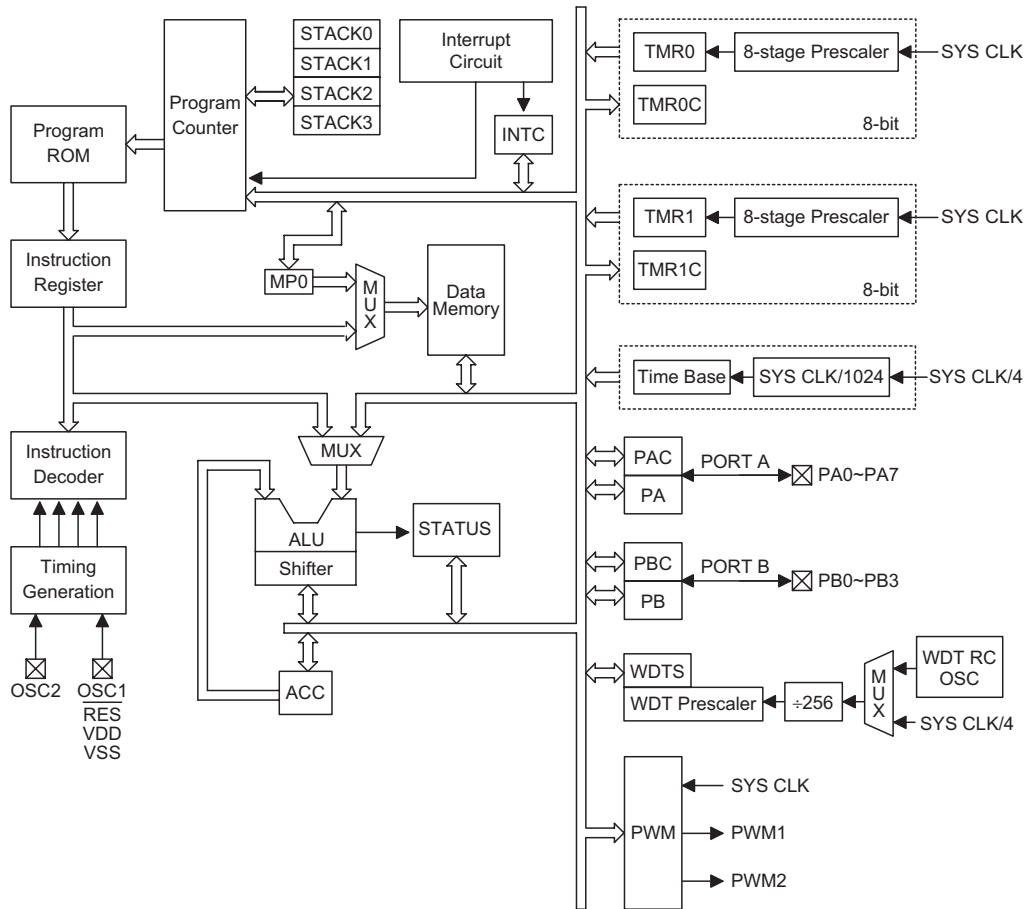 STACK0
STACK1
STACK2
STACK3
Interrupt
Circuit
INTC
Program
Counter
Program
ROM
Instruction
Register
MP0
MUX
Data
Memory
Instruction
Decoder
MUX
ALU
Shifter
STATUS
Timing
Generation
ACC
OSC2
OSC1
RES
VDD
VSS
TMR0
8-stage Prescaler
SYS CLK
TMR0C
8-bit
TMR1
8-stage Prescaler
SYS CLK
TMR1C
8-bit
Time Base
SYS CLK/1024
SYS CLK/4
PAC
PA
PORT A
PA0~PA7
PBC
PB
PORT B
PB0~PB3
WDTS
WDT Prescaler
÷256
MUX
WDT RC
OSC
SYS CLK/4
PWM
SYS CLK
PWM1
PWM2